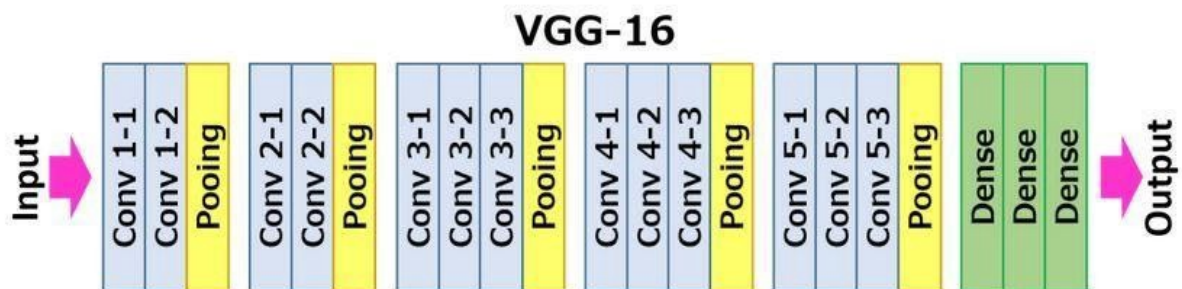 VGG-16
Input
Conv 1-1
Conv 1-2
Pooing
Conv 2-1
Conv 2-2
Pooing
Conv 3-1
Conv 3-2
Conv 3-3
Pooing
Conv 4-1
Conv 4-2
Conv 4-3
Pooing
Conv 5-1
Conv 5-2
Conv 5-3
Pooing
Dense
Dense
Dense
Output